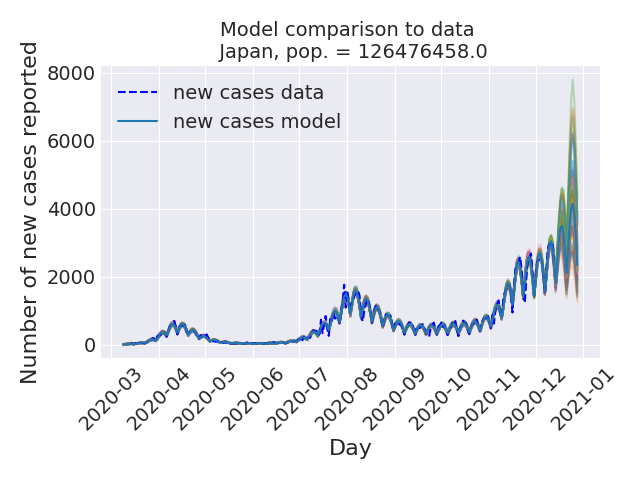 Model comparison to data
Japan, pop. = 126476458.0
Number of new cases reported
8000
6000
4000
2000
0
new cases data
new cases model
2020-03
2020-04
2020-05
2020-06
2020-07
2020-08
2020-09
2020-10
2020-11
2020-12
2021-01
Day